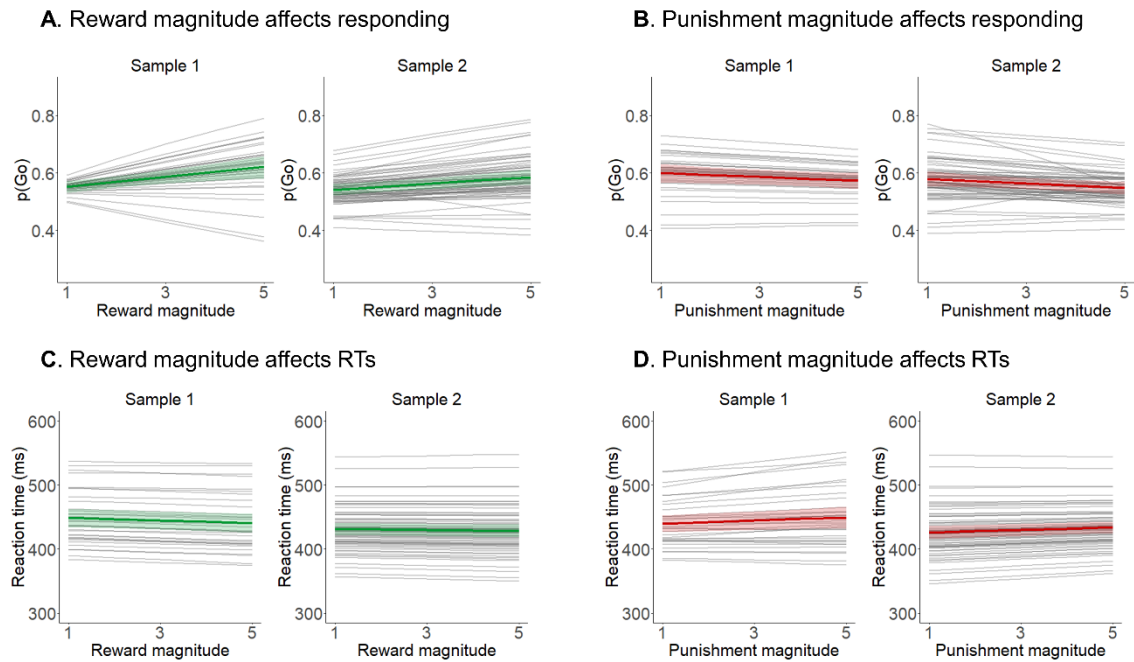 A. Reward magnitude affects responding
Sample 1
Sample 2
p(Go)
0.8
0.6
0.4
1
3
5
Reward magnitude
p(Go)
0.8
0.6
0.4
1
3
5
Reward magnitude
B. Punishment magnitude affects responding
Sample 1
Sample 2
p(Go)
0.8
0.6
0.4
1
3
5
Punishment magnitude
p(Go)
0.8
0.6
0.4
1
3
5
Punishment magnitude
C. Reward magnitude affects RTs
Sample 1
Sample 2
Reaction time (ms)
600
500
400
300
1
3
5
Reward magnitude
Reaction time (ms)
600
500
400
300
1
3
5
Reward magnitude
D. Punishment magnitude affects RTs
Sample 1
Sample 2
Reaction time (ms)
600
500
400
300
1
3
5
Punishment magnitude
Reaction time (ms)
600
500
400
300
1
3
5
Punishment magnitude